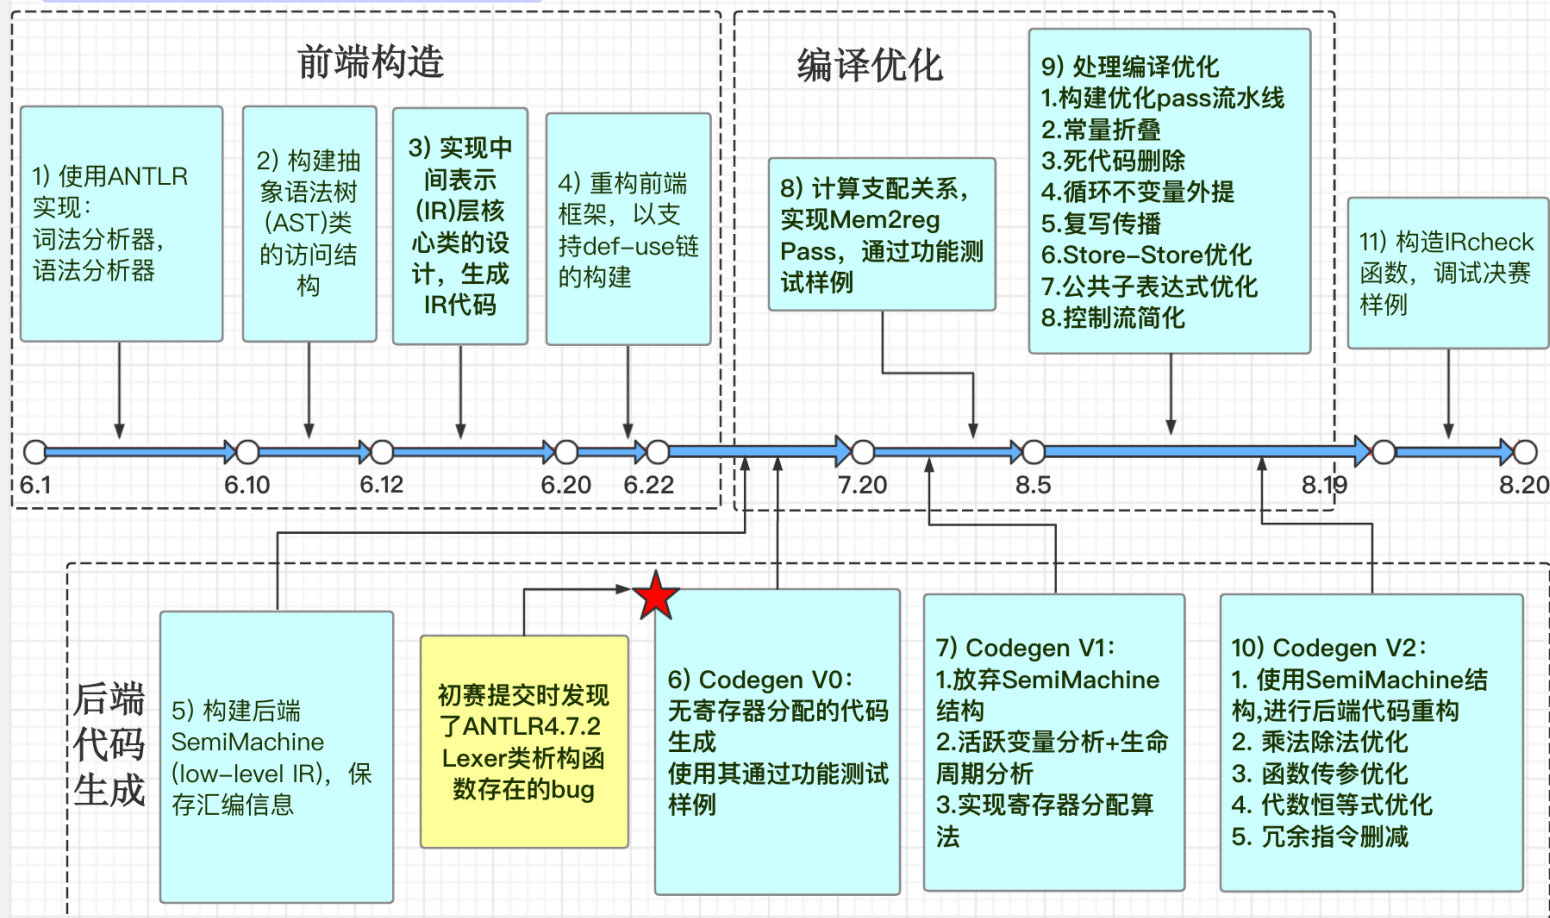 前端构造
1) 使用ANTLR
实现：
词法分析器，
语法分析器
2) 构建抽
象语法树
(AST)类
的访问结
构
3) 实现中
间表示
(IR)层核
心类的设
计，生成
IR代码
4) 重构前端
框架，以支
持def-use链
的构建
编译优化
8) 计算支配关系，
实现Mem2reg
Pass，通过功能测
试样例
9) 处理编译优化
1.构建优化pass流水线
2.常量折叠
3.死代码删除
4.循环不变量外提
5.复写传播
6.Store-Store优化
7.公共子表达式优化
8.控制流简化
11) 构造IRcheck
函数，调试决赛
样例
6.1
6.10
6.12
6.20
6.22
7.20
8.5
8.19
8.20
后端
代码
生成
5) 构建后端
SemiMachine
(low-level IR)，保
存汇编信息
初赛提交时发现
了ANTLR4.7.2
Lexer类析构函
数存在的bug
6) Codegen V0：
无寄存器分配的代码
生成
使用其通过功能测试
样例
7) Codegen V1：
1.放弃SemiMachine
结构
2.活跃变量分析+生命
周期分析
3.实现寄存器分配算
法
10) Codegen V2：
1. 使用SemiMachine结
构,进行后端代码重构
2. 乘法除法优化
3. 函数传参优化
4. 代数恒等式优化
5. 冗余指令删减